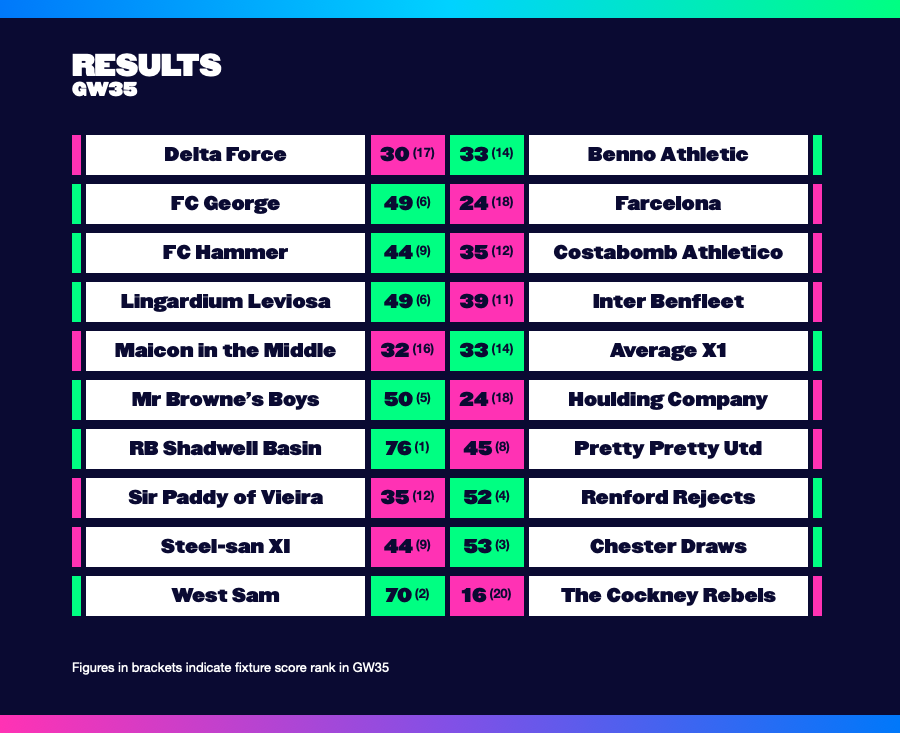 RESULTS
GW35
Delta Force 30 (17) 33 (14) Benno Athletic
FC George 49 (6) 24 (18) Farcelona
FC Hammer 44 (9) 35 (12) Costabomb Athletico
Lingardium Leviosa 49 (6) 39 (11) Inter Benfleet
Maicon in the Middle 32 (16) 33 (14) Average X1
Mr Browne’s Boys 50 (5) 24 (18) Houlding Company
RB Shadwell Basin 76 (1) 45 (8) Pretty Pretty Utd
Sir Paddy of Vieira 35 (12) 52 (4) Renford Rejects
Steel-san XI 44 (9) 53 (3) Chester Draws
West Sam 70 (2) 16 (20) The Cockney Rebels
Figures in brackets indicate fixture score rank in GW35